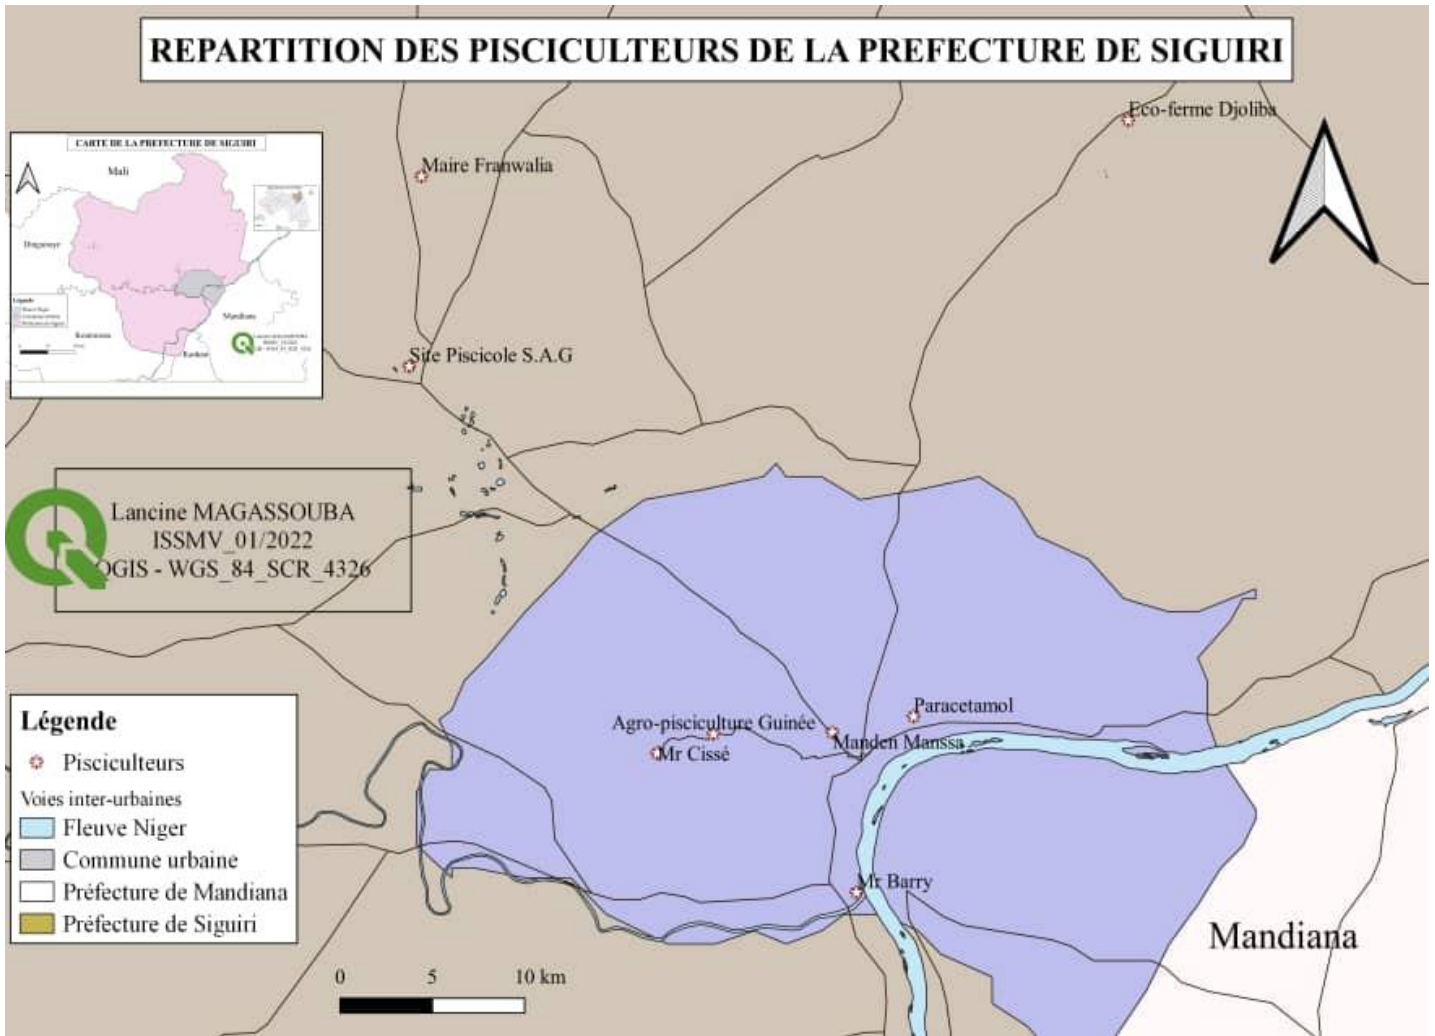 REPARTITION DES PISCICULTEURS DE LA PREFECTURE DE SIGUIRI
Eco-ferme Djoliba
CARTE DE LA PREFECTURE DE SIGUIRI
Mali
Mandiana
Légende
Maire Franwalia
Site Piscicole S.A.G
Lancine MAGASSOUBA
ISSMV_01/2022
QGIS - WGS_84_SCR_4326
Paracetamol
Agro-pisciculture Guinée
Manden Manssa
Mr Cissé
Mr Barry
Mandiana
Légende
Pisciculteurs
Voies inter-urbaines
Fleuve Niger
Commune urbaine
Préfecture de Mandiana
Préfecture de Siguiri
0 5 10 km